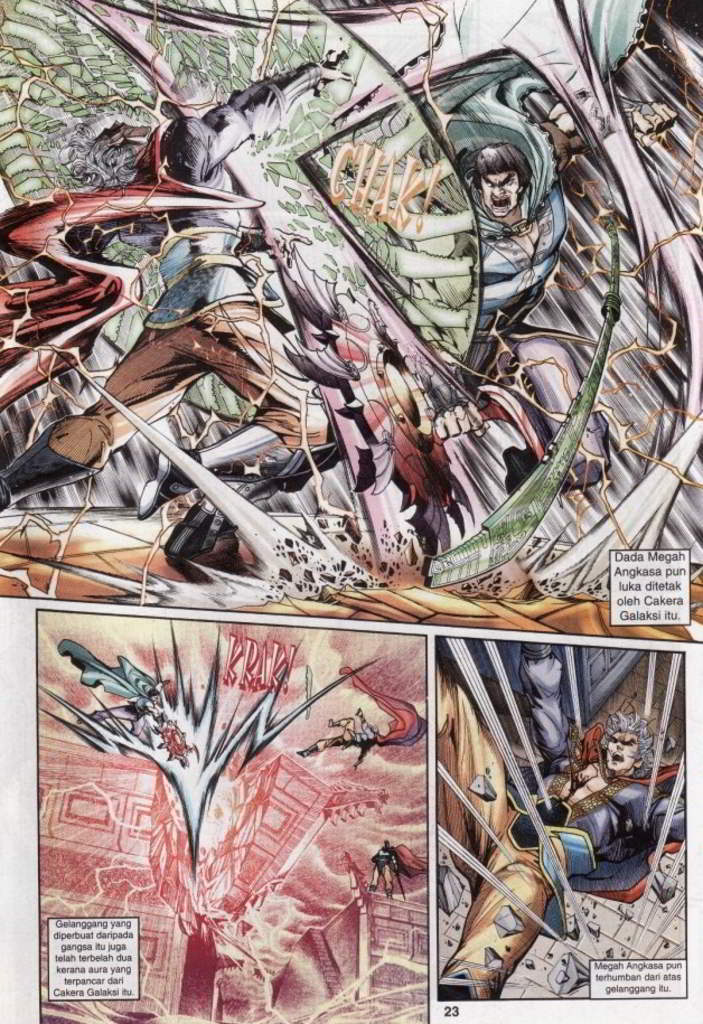 CHAK!
Dada Megah
Angkasa pun
luka ditetak
oleh Cakera
Galaksi itu.
KRAK!
Gelanggang yang
diperbuat daripada
gangsa itu juga
telah terbelah dua
kerana aura yang
terpancar dari
Cakera Galaksi itu.
Megah Angkasa pun
terhumban dari atas
gelanggang itu.
23